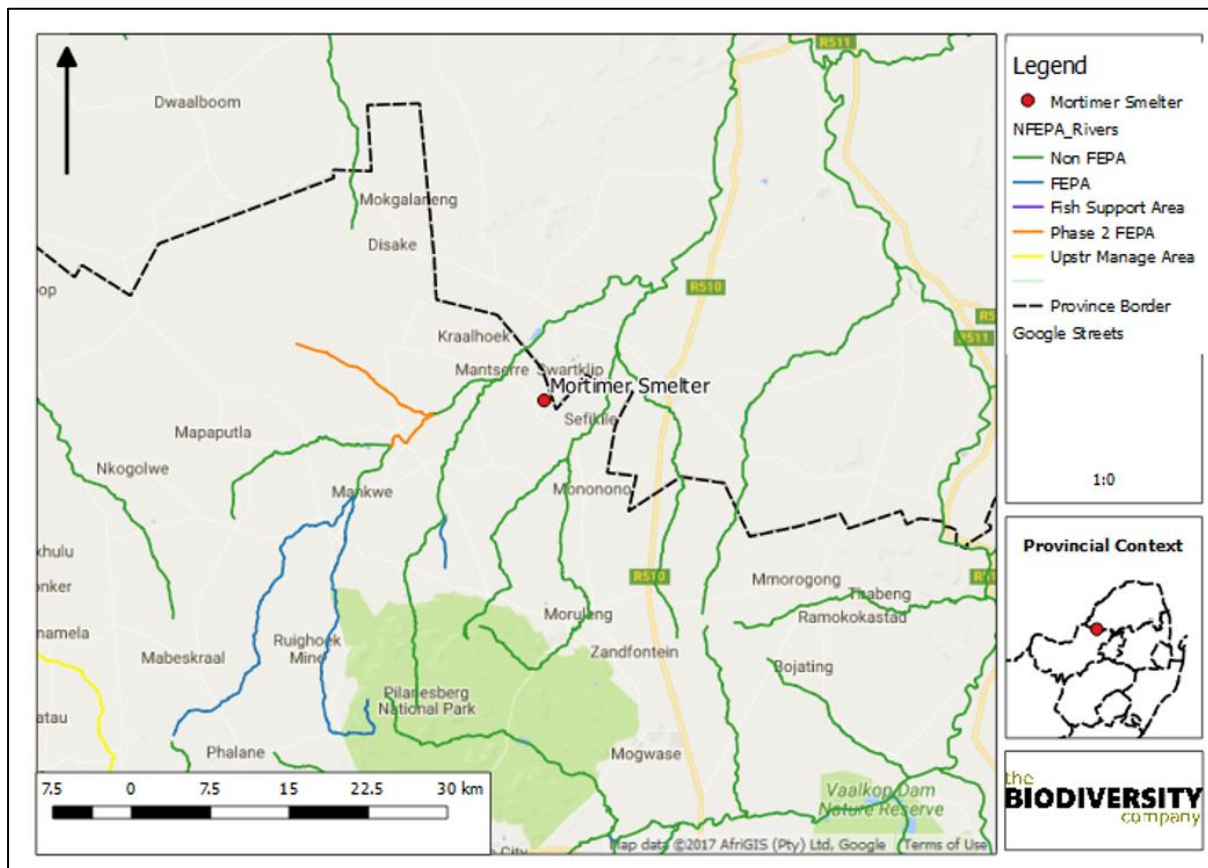 R511
Dwaalboom
Mokgalaneng
Disake
R510
Kraalhoek
Mantserre Swartklip
Mortimer Smelter
Sefikile
Mapaputla
Nkogolwe
Mankwe
Mononono
R510
Mmorogong
Thabeng
Ramokokastad
Moruleng
Ruighoek
Mine
Mabeskraal
Zandfontein
Bojating
Pilanesberg
National Park
Phalane
Mogwase
Vaalkop Dam
Nature Reserve
7.5 0 7.5 15 22.5 30 km
Map data ©2017 AfriGIS (Pty) Ltd, Google Terms of Use
Legend
Mortimer Smelter
NFEPA_Rivers
Non FEPA
FEPA
Fish Support Area
Phase 2 FEPA
Upstr Manage Area
Province Border
Google Streets
1:0
Provincial Context
the
BIODIVERSITY
company